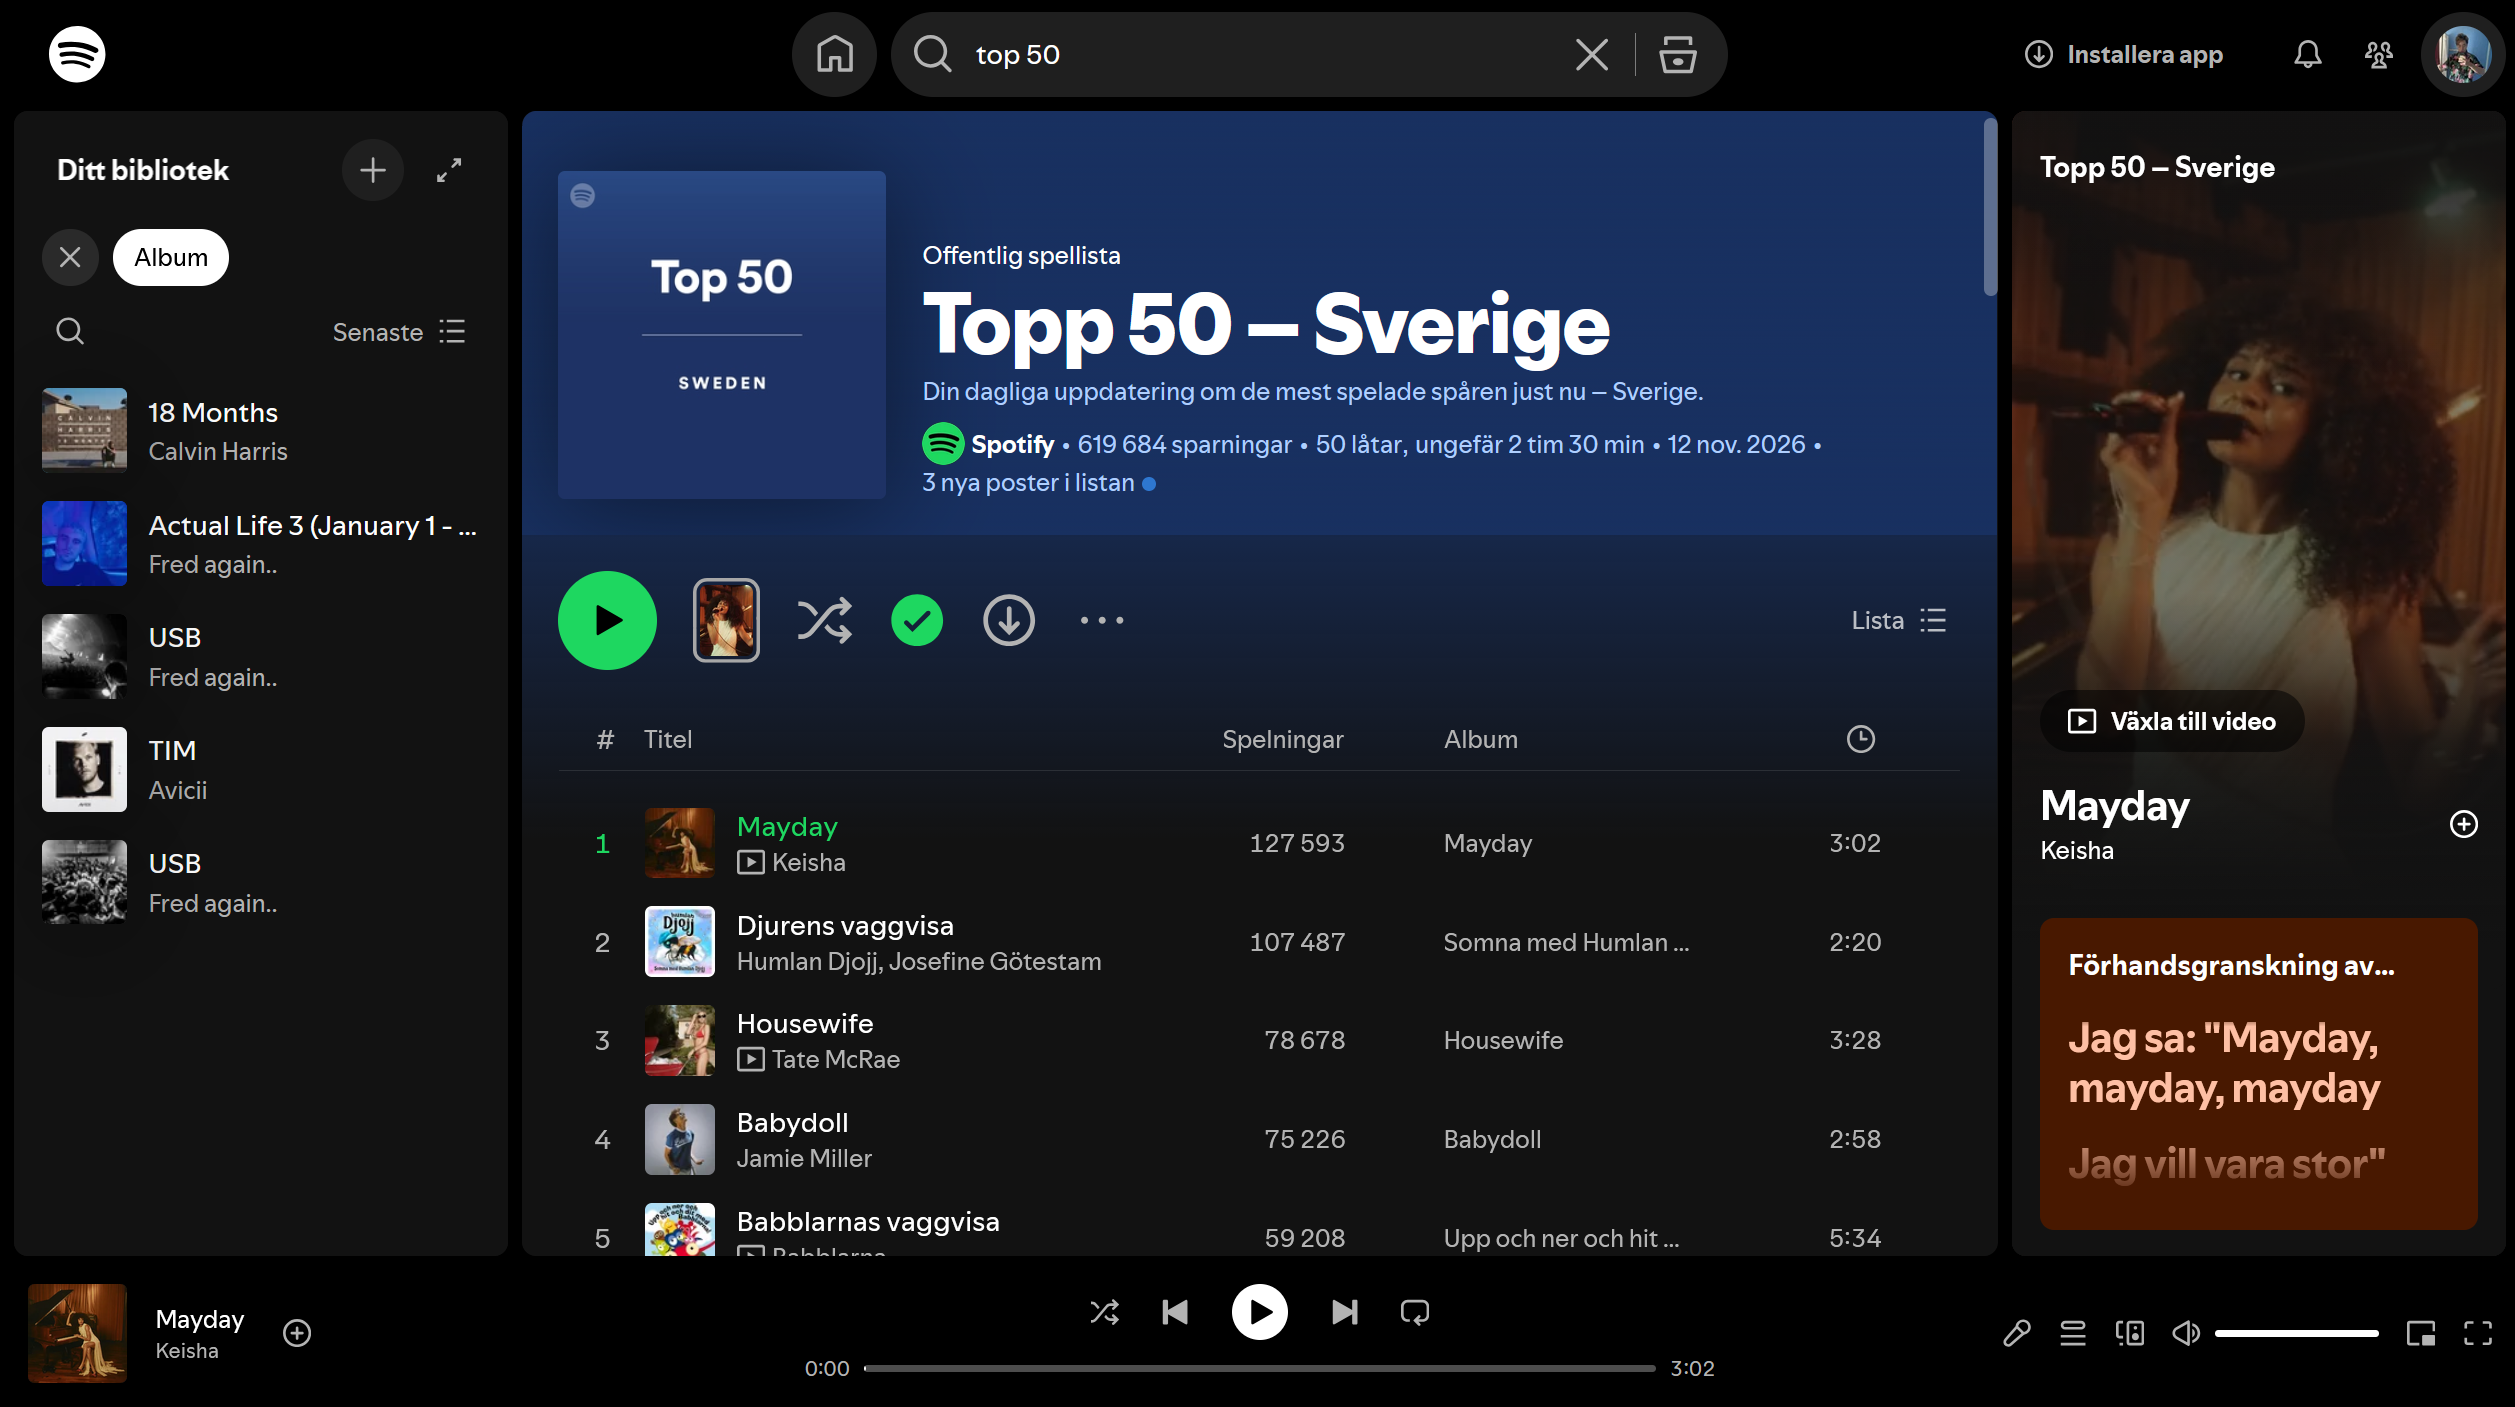 top 50
Installera app
Ditt bibliotek
Album
Senaste
18 Months
Calvin Harris
Actual Life 3 (January 1 - ...
Fred again..
USB
Fred again..
TIM
Avicii
USB
Fred again..
Top 50
SWEDEN
Offentlig spellista
Topp 50 – Sverige
Din dagliga uppdatering om de mest spelade spåren just nu – Sverige.
Spotify • 619 684 sparningar • 50 låtar, ungefär 2 tim 30 min • 12 nov. 2026 •
3 nya poster i listan
Lista
# Titel Spelningar Album
1 Mayday 127 593 Mayday 3:02
Keisha
2 Djurens vaggvisa 107 487 Somna med Humlan ... 2:20
Humlan Djojj, Josefine Götestam
3 Housewife 78 678 Housewife 3:28
Tate McRae
4 Babydoll 75 226 Babydoll 2:58
Jamie Miller
5 Babblarnas vaggvisa 59 208 Upp och ner och hit ... 5:34
Babblarna
Topp 50 – Sverige
Växla till video
Mayday
Keisha
Förhandsgranskning av...
Jag sa: "Mayday,
mayday, mayday
Jag vill vara stor"
Mayday
Keisha
0:00
3:02